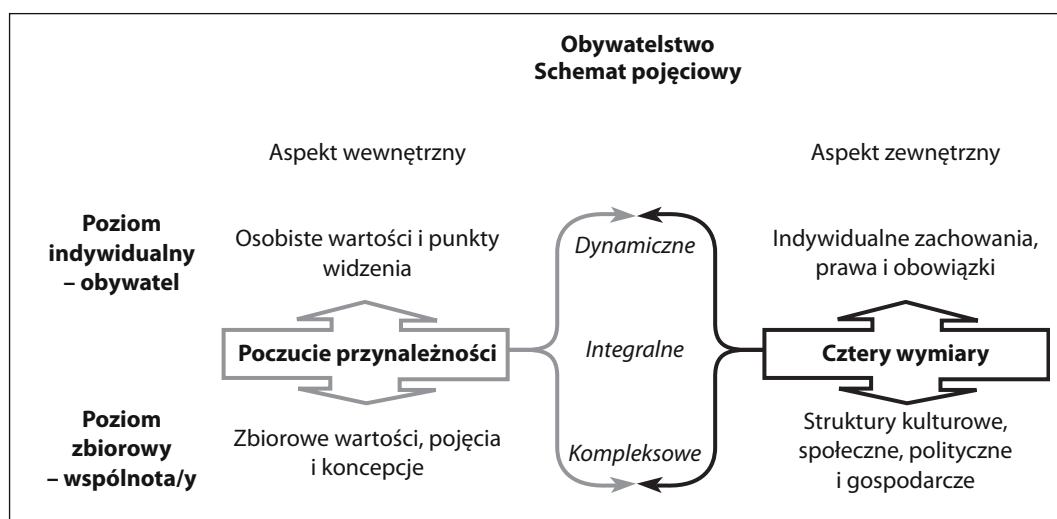 Obywatelstwo
Schemat pojęciowy
Aspekt wewnętrzny
Aspekt zewnętrzny
Poziom
indywidualny
– obywatel
Osobiste wartości i punkty
widzenia
Dynamiczne
Indywidualne zachowania,
prawa i obowiązki
Poczucie przynależności
Integralne
Cztery wymiary
Poziom
zbiorowy
– wspólnota/y
Zbiorowe wartości, pojęcia
i koncepcje
Kompleksowe
Struktury kulturowe,
społeczne, polityczne
i gospodarcze